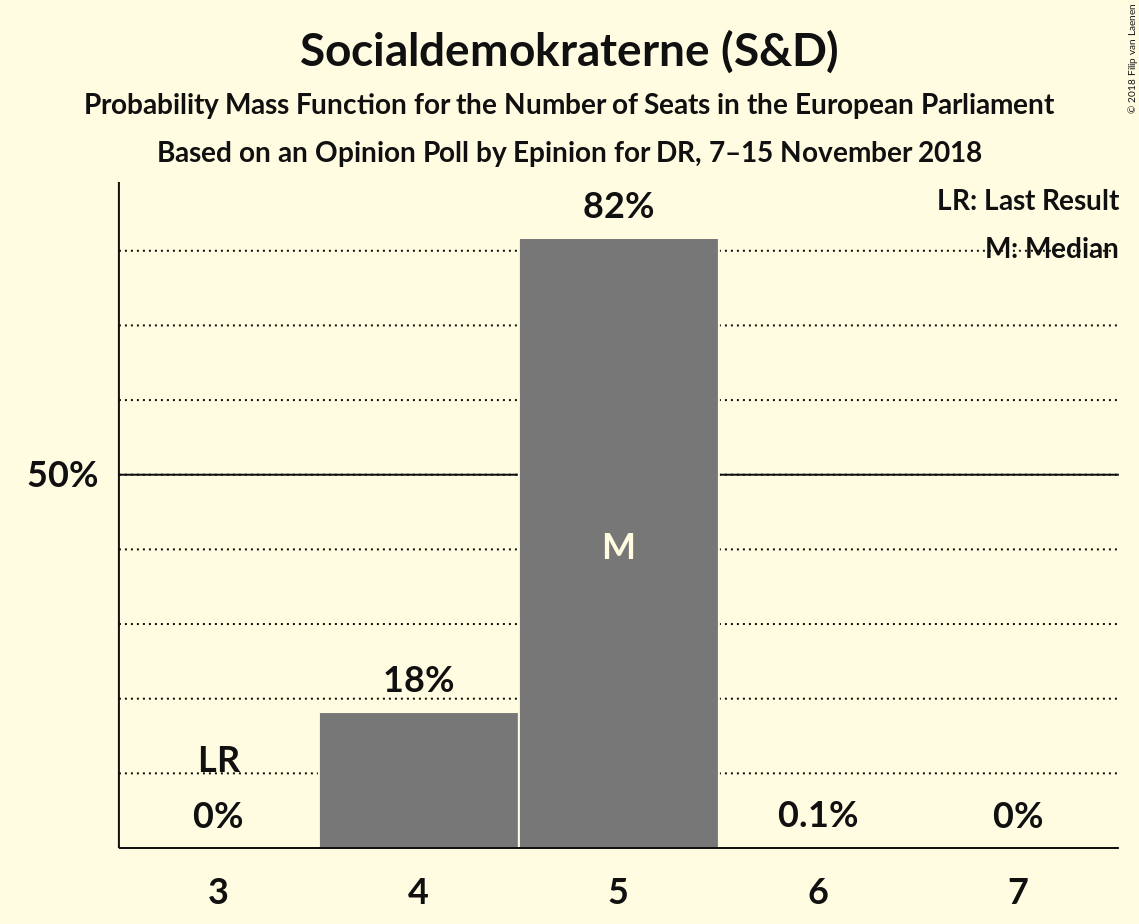 Socialdemokraterne (S&D)
Probability Mass Function for the Number of Seats in the European Parliament
Based on an Opinion Poll by Epinion for DR, 7–15 November 2018
© 2018 Filip van Laenen
LR: Last Result
M: Median
82%
50%
M
18%
LR
0%
0.1%
0%
3 4 5 6 7